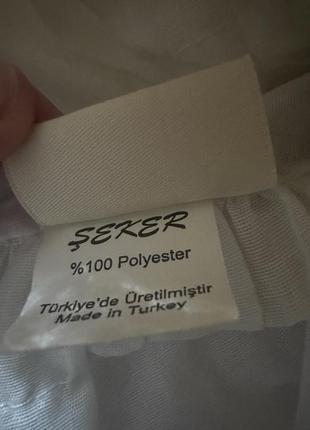 ŞEKER
%100 Polyester
Türkiye'de Üretilmiştir
Made in Turkey